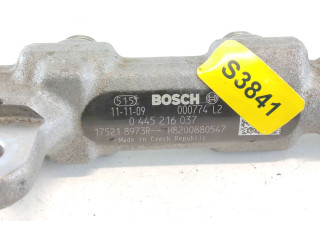 S15
11-11-09 BOSCH 000774 L2
0 445 216 037
17521 8973R-- H8200880547
Made in Czech Republic
S3841